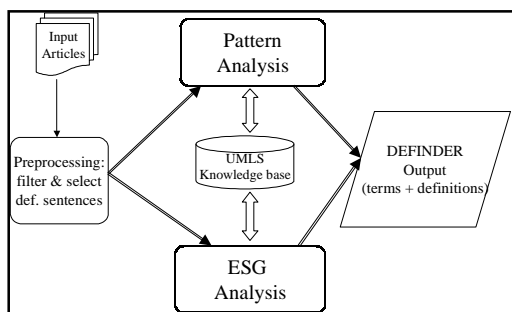 Input
Articles
Pattern
Analysis
Preprocessing:
filter & select
def. sentences
UMLS
Knowledge base
DEFINDER
Output
(terms + definitions)
ESG
Analysis